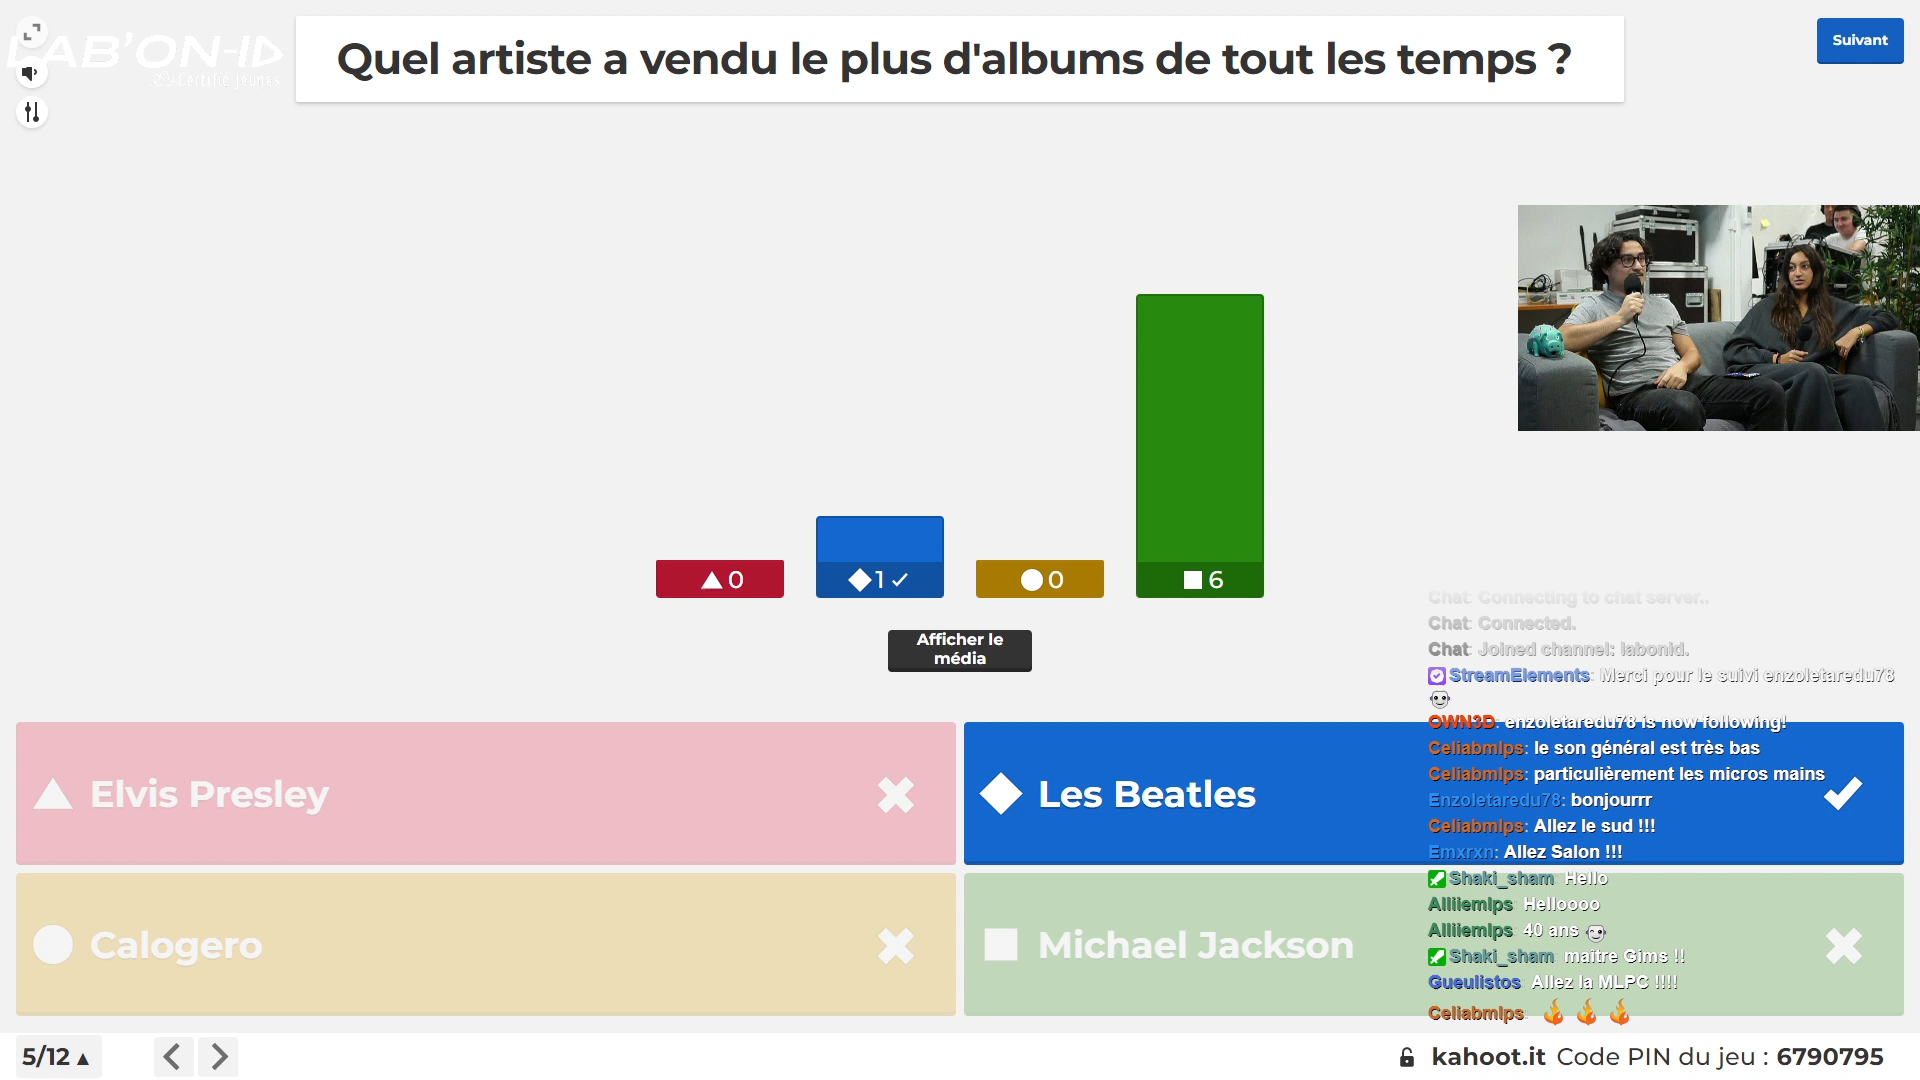 LAB'ON-ID
Certific Jeunes
Quel artiste a vendu le plus d'albums de tout les temps ?
Suivant
0
1
0
6
Afficher le
média
Chat: Connecting to chat server..
Chat: Connected.
Chat: Joined channel: labonid.
StreamElements: Merci pour le suivi enzoletaredu78
OWN3D: enzoletaredu78 is now following!
Celiabmlps: le son général est très bas
Celiabmlps: particulièrement les micros mains
Enzoletaredu78: bonjourrr
Celiabmlps: Allez le sud !!!
Emxrxn: Allez Salon !!!
Shaki_sham: Hello
Alliiemlps: Helloooo
Alliiemlps: 40 ans
Shaki_sham: maître Gims !!
Gueulistos: Allez la MLPC !!!!
Celiabmlps:
Elvis Presley
Les Beatles
Calogero
Michael Jackson
5/12
kahoot.it Code PIN du jeu : 6790795